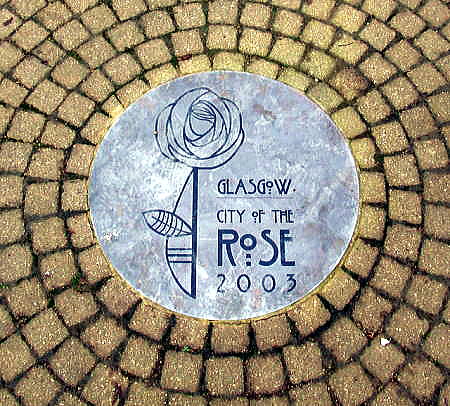 GLASGOW.
CITY OF THE
ROSE
2003